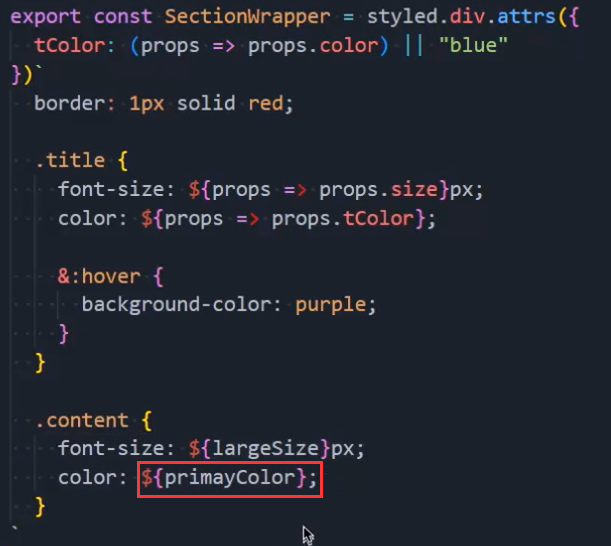 export const SectionWrapper = styled.div.attrs({
  tColor: (props => props.color) || "blue"
})`
  border: 1px solid red;
  .title {
    font-size: ${props => props.size}px;
    color: ${props => props.tColor};
    &:hover {
      background-color: purple;
    }
  }
  .content {
    font-size: ${largeSize}px;
    color: ${primayColor};
  }
`